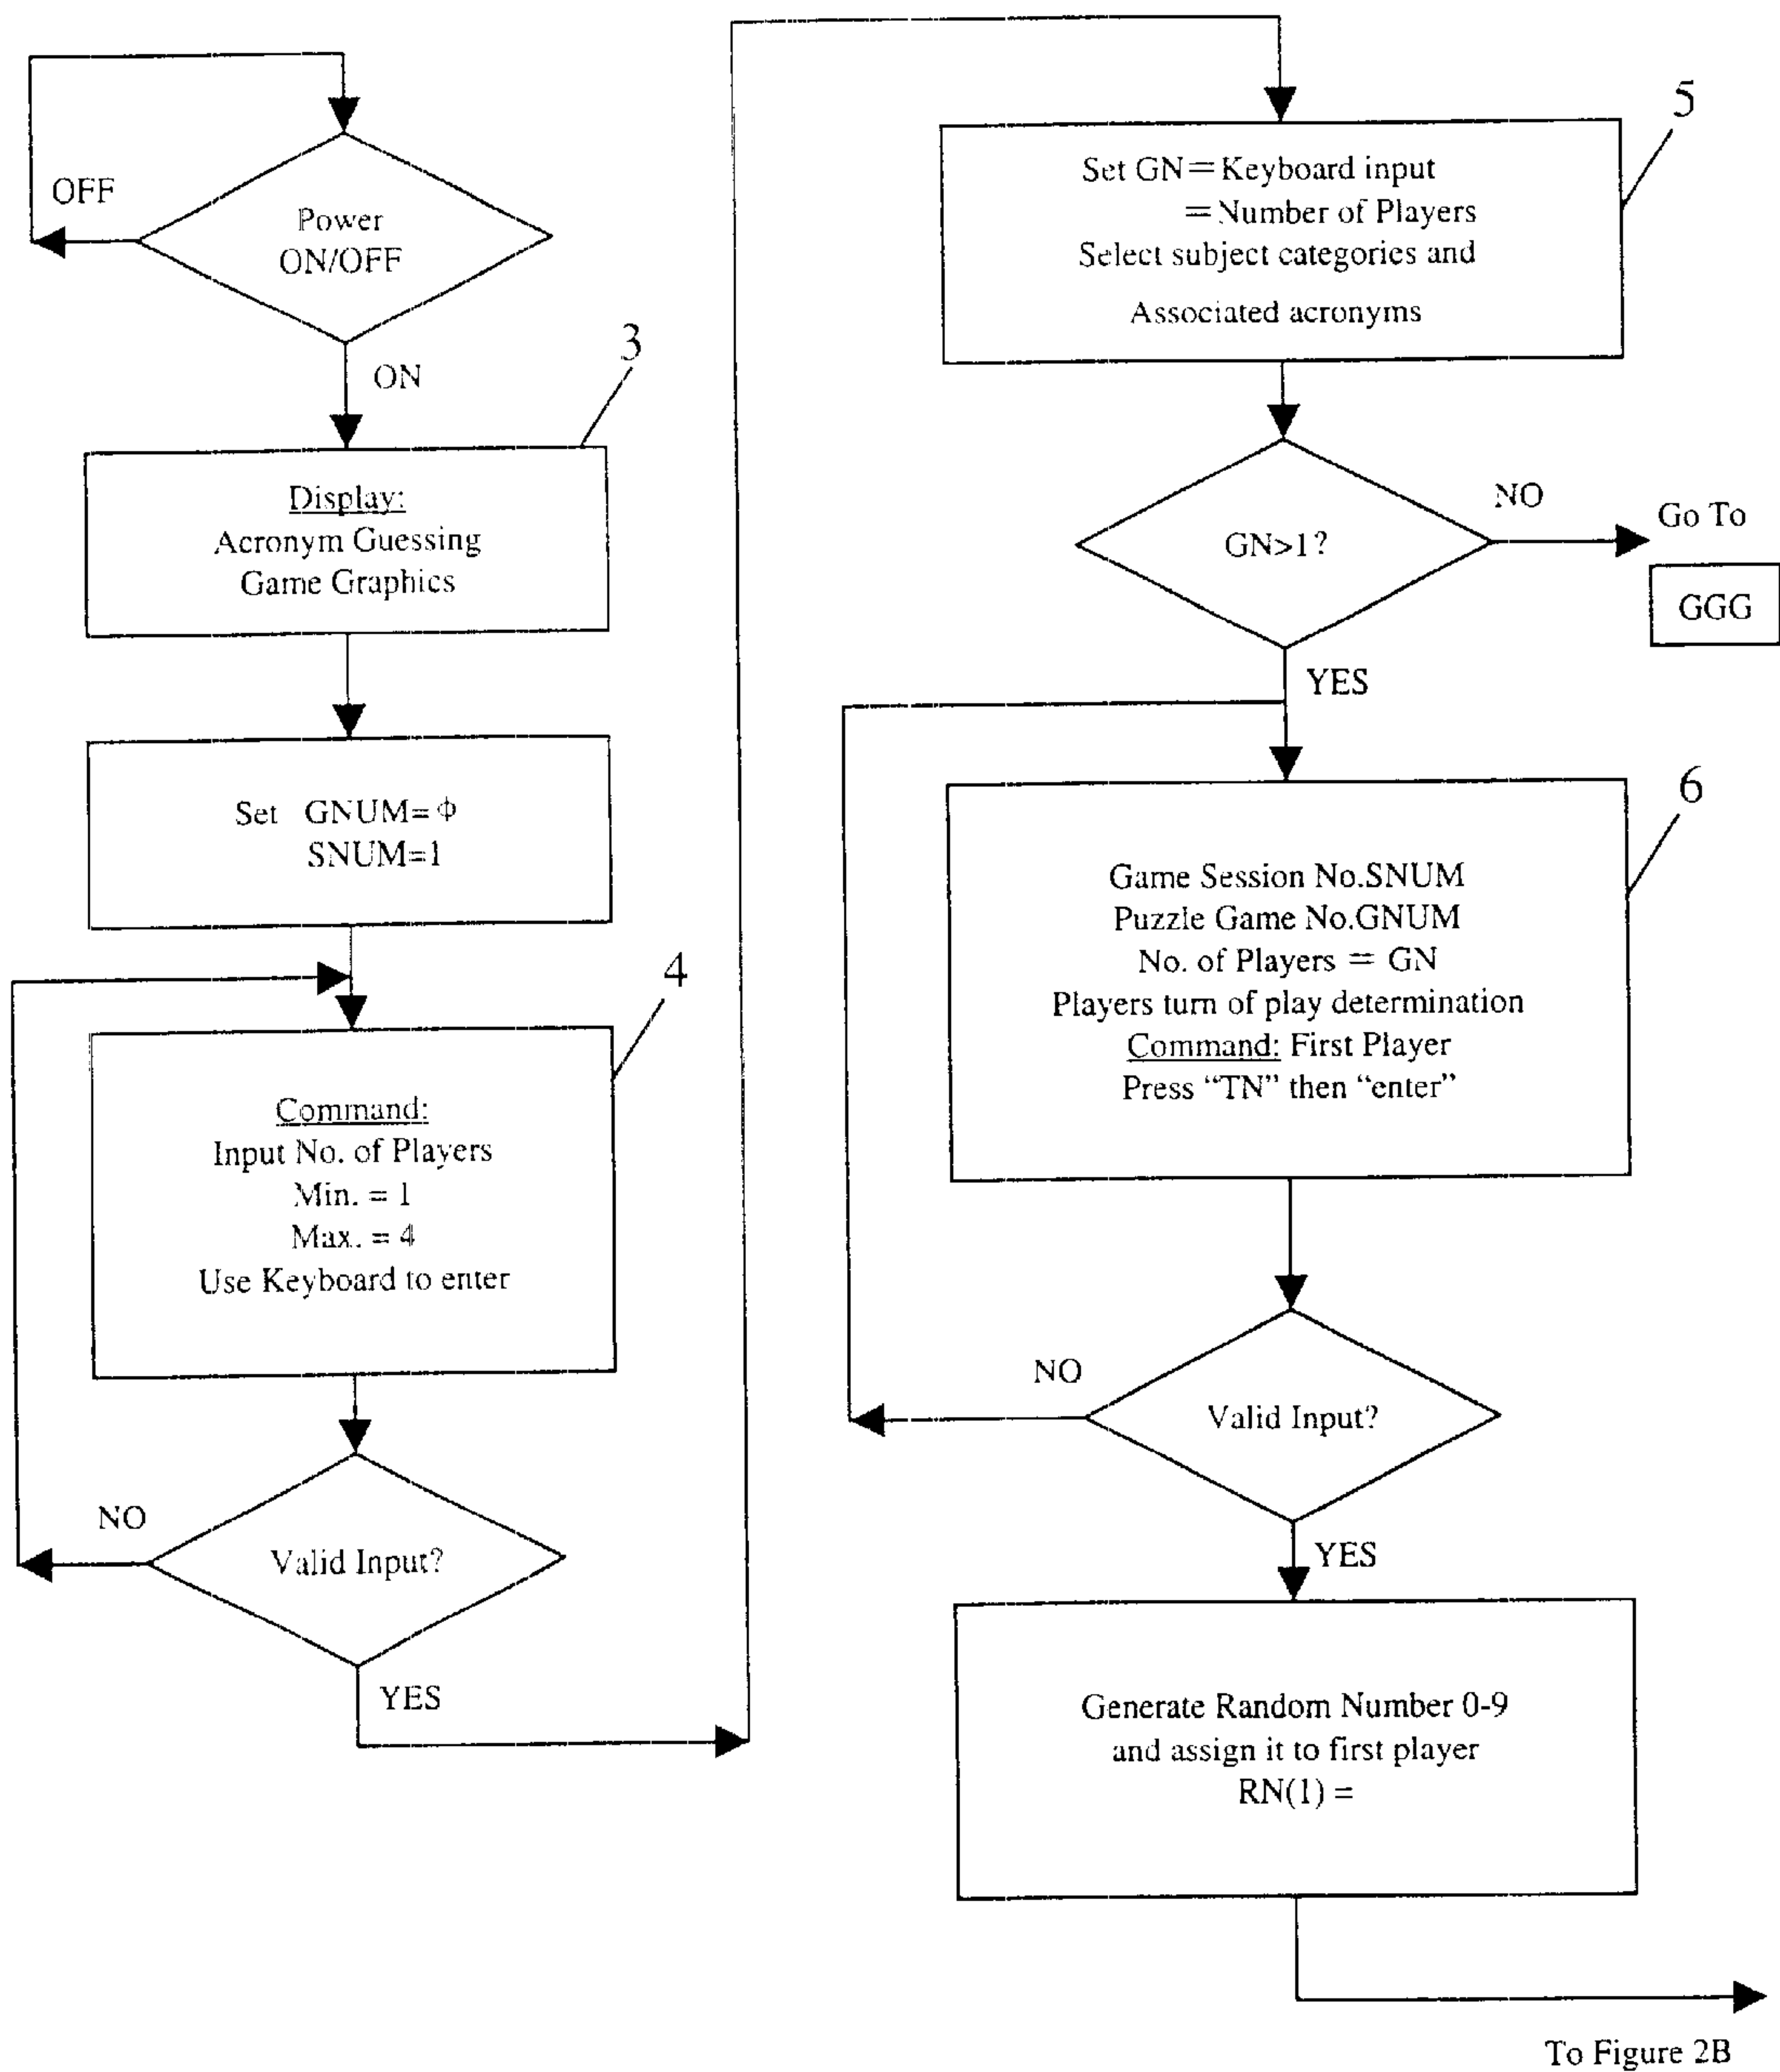 OFF
Power
ON/OFF
ON
3
Display:
Acronym Guessing
Game Graphics
Set GNUM=ϕ
SNUM=1
4
Command:
Input No. of Players
Min. = 1
Max. = 4
Use Keyboard to enter
NO
Valid Input?
YES
5
Set GN=Keyboard input
=Number of Players
Select subject categories and
Associated acronyms
GN>1?
NO
Go To
GGG
YES
6
Game Session No.SNUM
Puzzle Game No.GNUM
No. of Players = GN
Players turn of play determination
Command: First Player
Press “TN” then “enter”
NO
Valid Input?
YES
Generate Random Number 0-9
and assign it to first player
RN(1) =
To Figure 2B